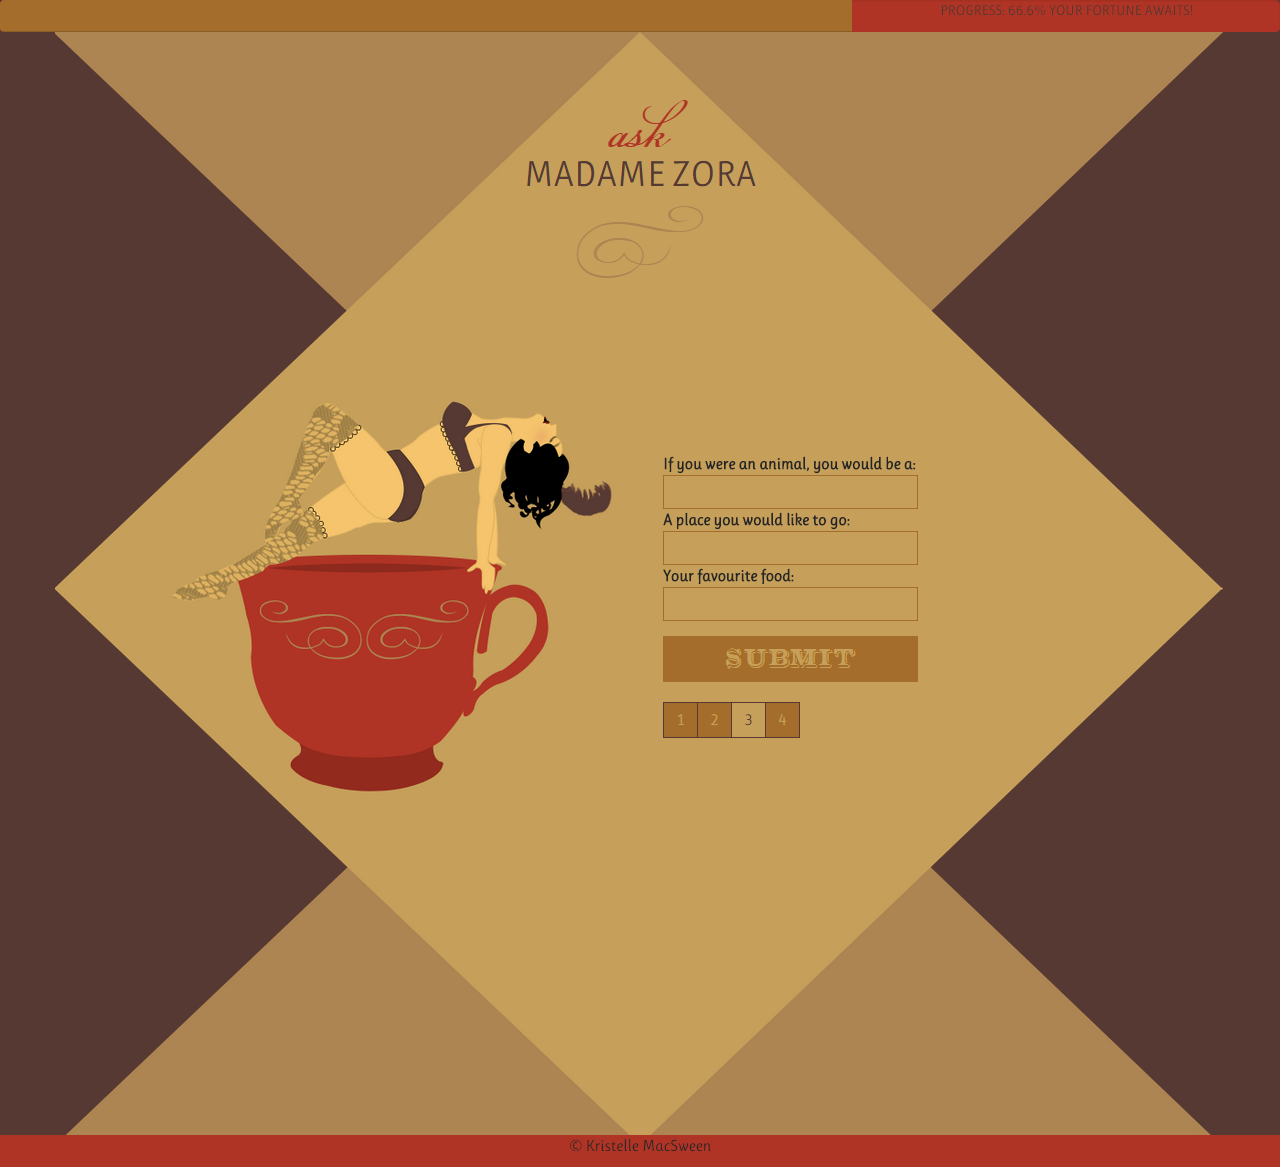 PROGRESS: 66.6% YOUR FORTUNE AWAITS!
ask
MADAME ZORA
If you were an animal, you would be a:
A place you would like to go:
Your favourite food:
SUBMIT
1 2 3 4
© Kristelle MacSween